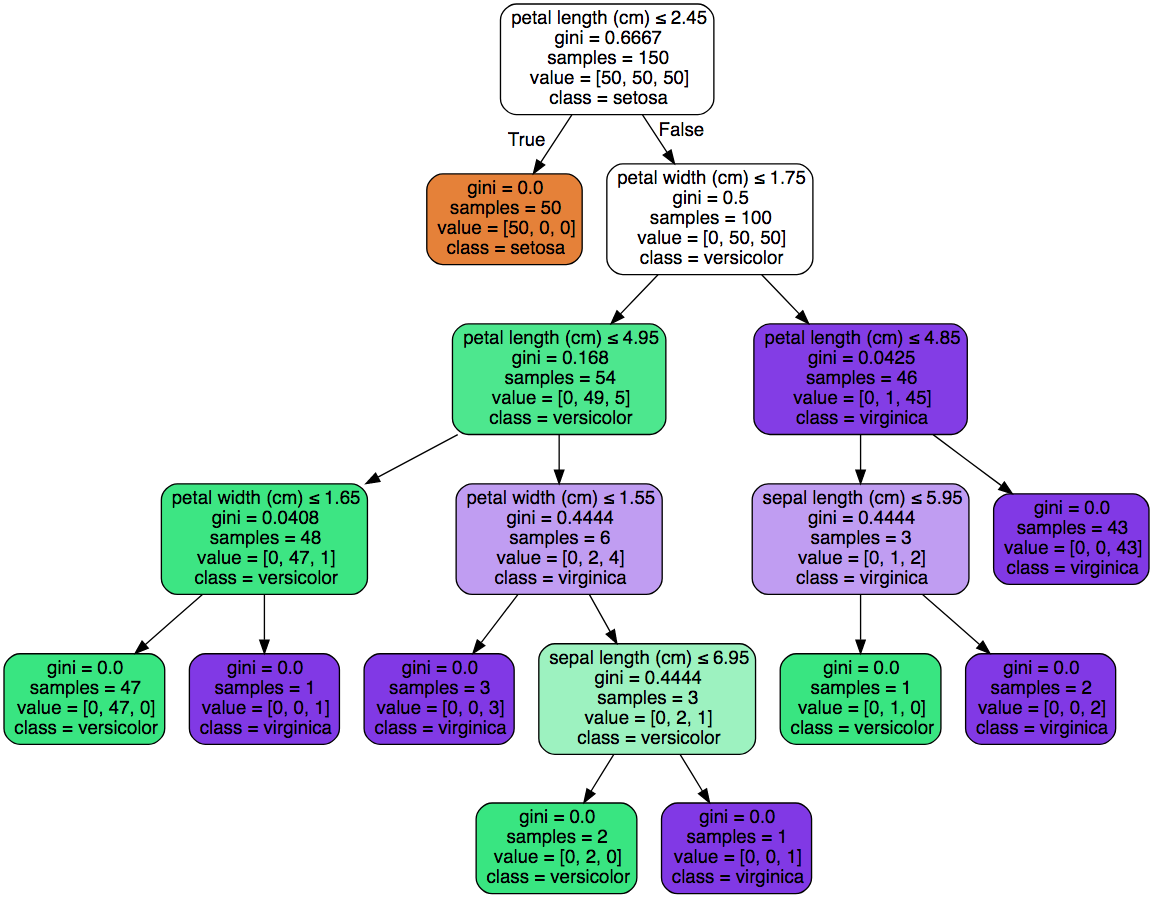 petal length (cm) ≤ 2.45
gini = 0.6667
samples = 150
value = [50, 50, 50]
class = setosa
True
False
gini = 0.0
samples = 50
value = [50, 0, 0]
class = setosa
petal width (cm) ≤ 1.75
gini = 0.5
samples = 100
value = [0, 50, 50]
class = versicolor
petal length (cm) ≤ 4.95
gini = 0.168
samples = 54
value = [0, 49, 5]
class = versicolor
petal length (cm) ≤ 4.85
gini = 0.0425
samples = 46
value = [0, 1, 45]
class = virginica
petal width (cm) ≤ 1.65
gini = 0.0408
samples = 48
value = [0, 47, 1]
class = versicolor
petal width (cm) ≤ 1.55
gini = 0.4444
samples = 6
value = [0, 2, 4]
class = virginica
sepal length (cm) ≤ 5.95
gini = 0.4444
samples = 3
value = [0, 1, 2]
class = virginica
gini = 0.0
samples = 43
value = [0, 0, 43]
class = virginica
gini = 0.0
samples = 47
value = [0, 47, 0]
class = versicolor
gini = 0.0
samples = 1
value = [0, 0, 1]
class = virginica
gini = 0.0
samples = 3
value = [0, 0, 3]
class = virginica
sepal length (cm) ≤ 6.95
gini = 0.4444
samples = 3
value = [0, 2, 1]
class = versicolor
gini = 0.0
samples = 1
value = [0, 1, 0]
class = versicolor
gini = 0.0
samples = 2
value = [0, 0, 2]
class = virginica
gini = 0.0
samples = 2
value = [0, 2, 0]
class = versicolor
gini = 0.0
samples = 1
value = [0, 0, 1]
class = virginica